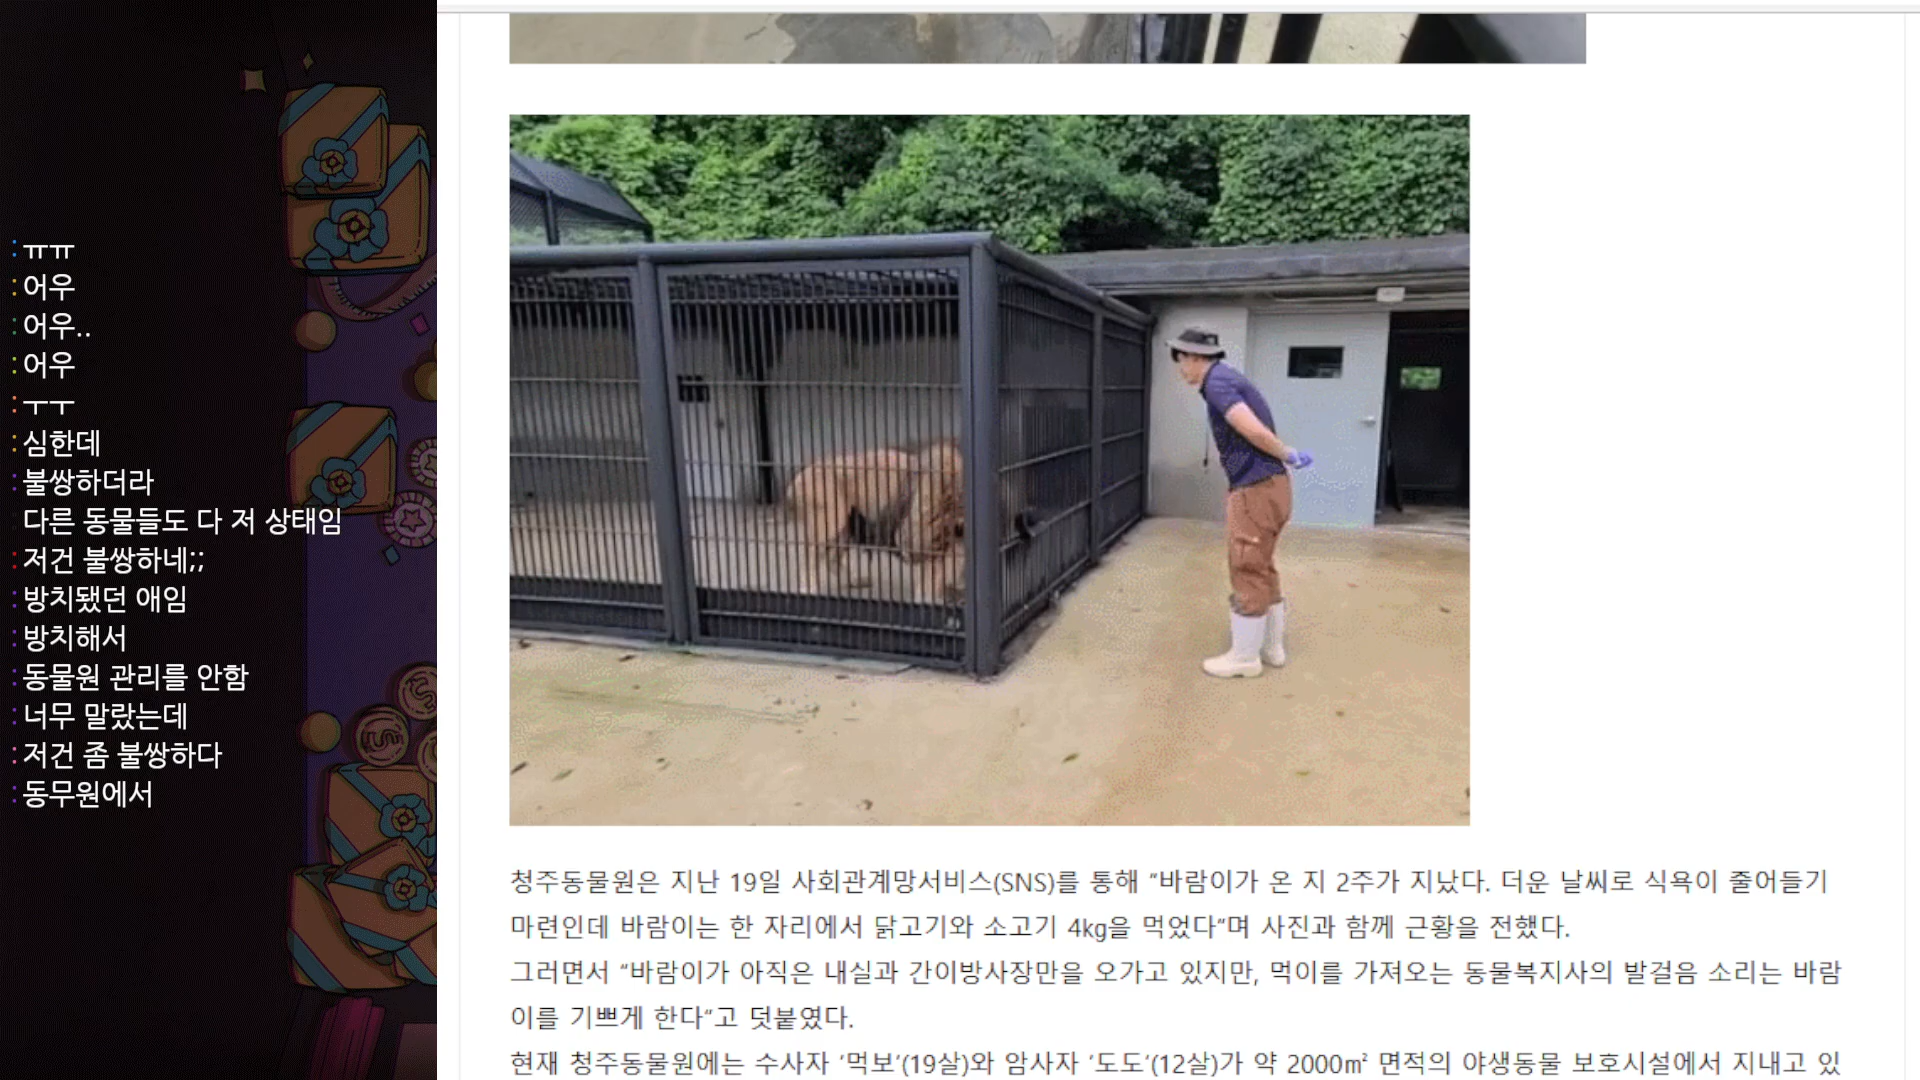 : ㅠㅠ
: 어우
: 어우..
: 어우
: ㅜㅜ
: 심한데
: 불쌍하더라
다른 동물들도 다 저 상태임
: 저건 불쌍하네;;
: 방치됐던 애임
: 방치해서
: 동물원 관리를 안함
: 너무 말랐는데
: 저건 좀 불쌍하다
: 동무원에서
청주동물원은 지난 19일 사회관계망서비스(SNS)를 통해 “바람이가 온 지 2주가 지났다. 더운 날씨로 식욕이 줄어들기
마련인데 바람이는 한 자리에서 닭고기와 소고기 4kg을 먹었다”며 사진과 함께 근황을 전했다.
그러면서 “바람이가 아직은 내실과 간이방사장만을 오가고 있지만, 먹이를 가져오는 동물복지사의 발걸음 소리는 바람
이를 기쁘게 한다”고 덧붙였다.
현재 청주동물원에는 수사자 ‘먹보’(19살)와 암사자 ‘도도’(12살)가 약 2000㎡ 면적의 야생동물 보호시설에서 지내고 있